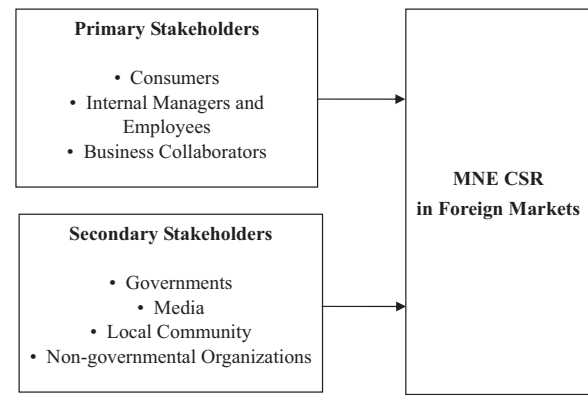 Primary Stakeholders
• Consumers
• Internal Managers and
Employees
• Business Collaborators
Secondary Stakeholders
• Governments
• Media
• Local Community
• Non-governmental Organizations
MNE CSR
in Foreign Markets